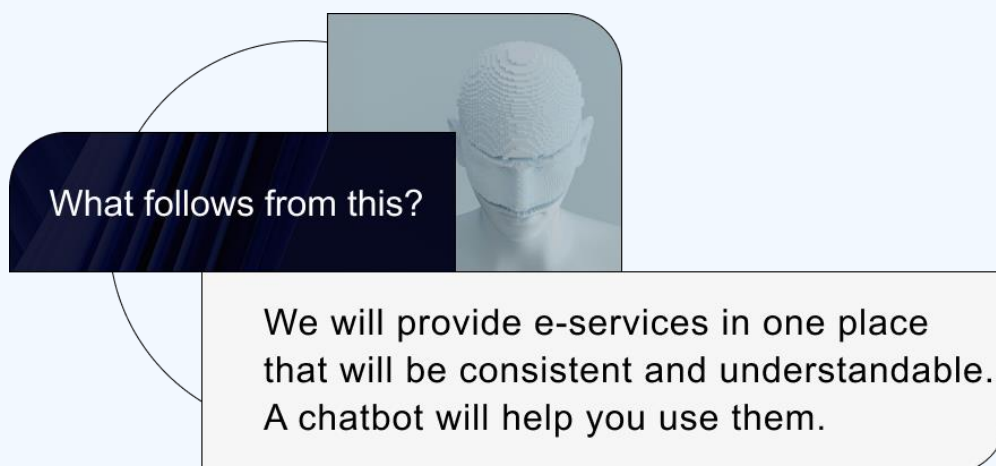 What follows from this?
We will provide e-services in one place
that will be consistent and understandable.
A chatbot will help you use them.